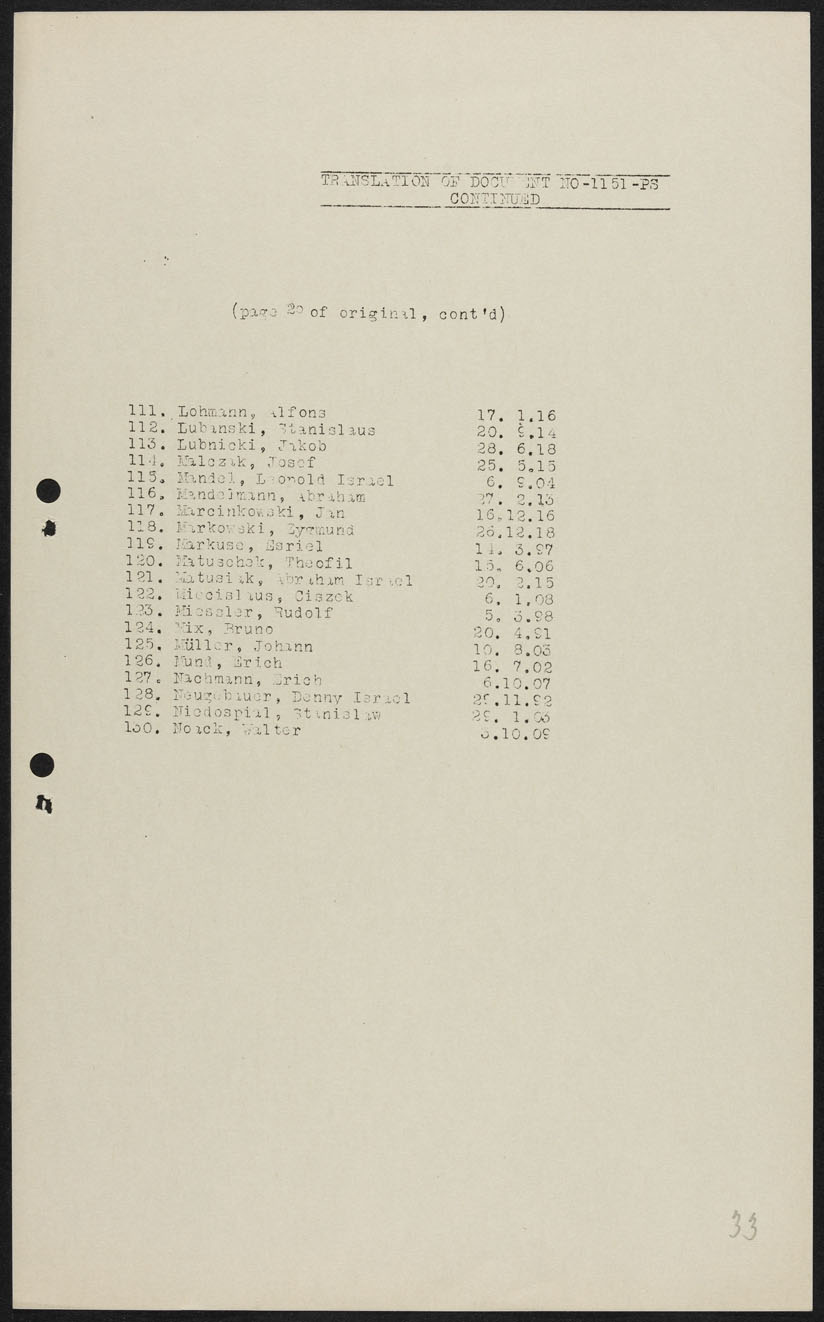 TRANSLATION OF DOCUMENT NO-1151-PS
CONTINUED
(page of original, cont'd)
111. Lohmann, Alfons 17. 1.16
112. Lubanski, Stanislaus 20. 9.14
113. Lubnicki, Jakob 28. 6.18
114. Malczak, Josef 25. 5.15
115. Mandel, Leopold Israel 6. 9.04
116. Mandelmann, Abraham 27. 2.13
117. Marcinkowski, Jan 16.12.16
118. Markowski, Zygmund 26.12.18
119. Markuse, Esriel 14. 3.97
120. Matuschek, Theofil 15. 6.06
121. Matusiak, Abraham Israel 20. 2.15
122. Miecislaus, Ciszek 6. 1.08
123. Miessler, Rudolf 5. 3.98
124. Mix, Bruno 20. 4.91
125. Müller, Johann 10. 8.03
126. Mund, Erich 16. 7.02
127. Nachmann, Erich 6.10.07
128. Neugebauer, Denny Israel 29.11.92
129. Niedospial, Stanislaw 29. 1.03
130. Noack, Walter 3.10.09
33